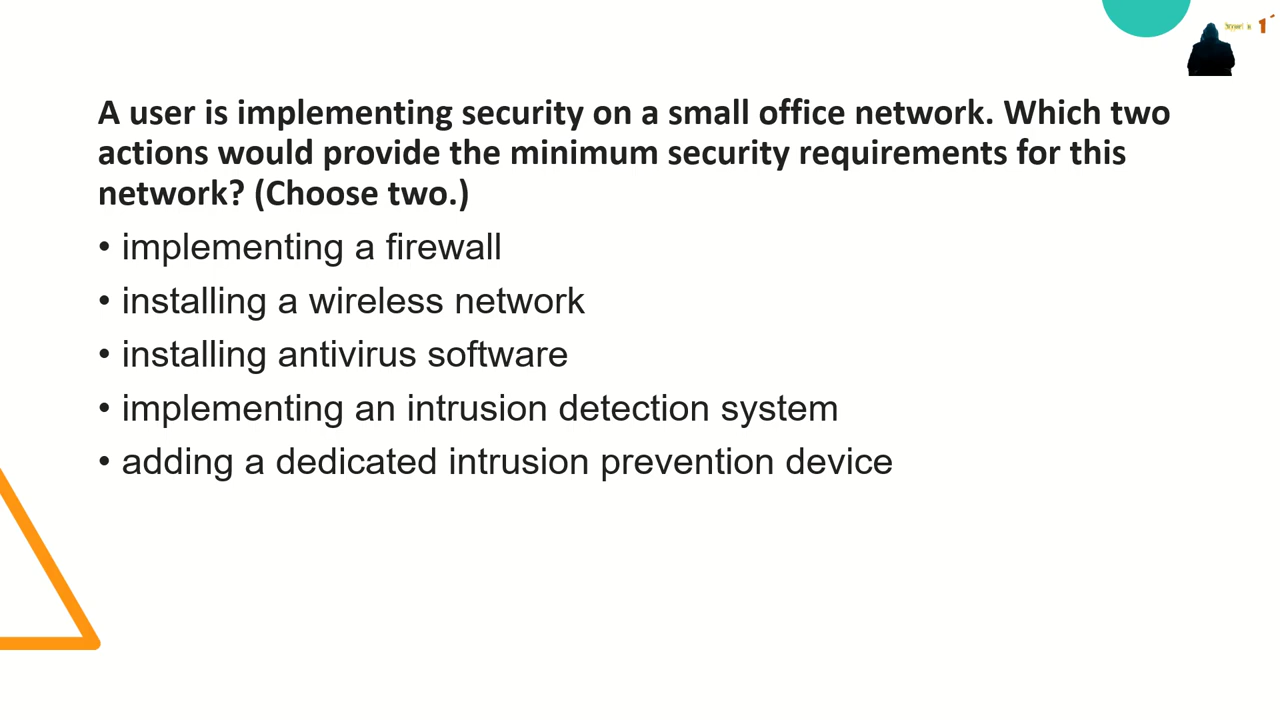 A user is implementing security on a small office network. Which two
actions would provide the minimum security requirements for this
network? (Choose two.)
• implementing a firewall
• installing a wireless network
• installing antivirus software
• implementing an intrusion detection system
• adding a dedicated intrusion prevention device